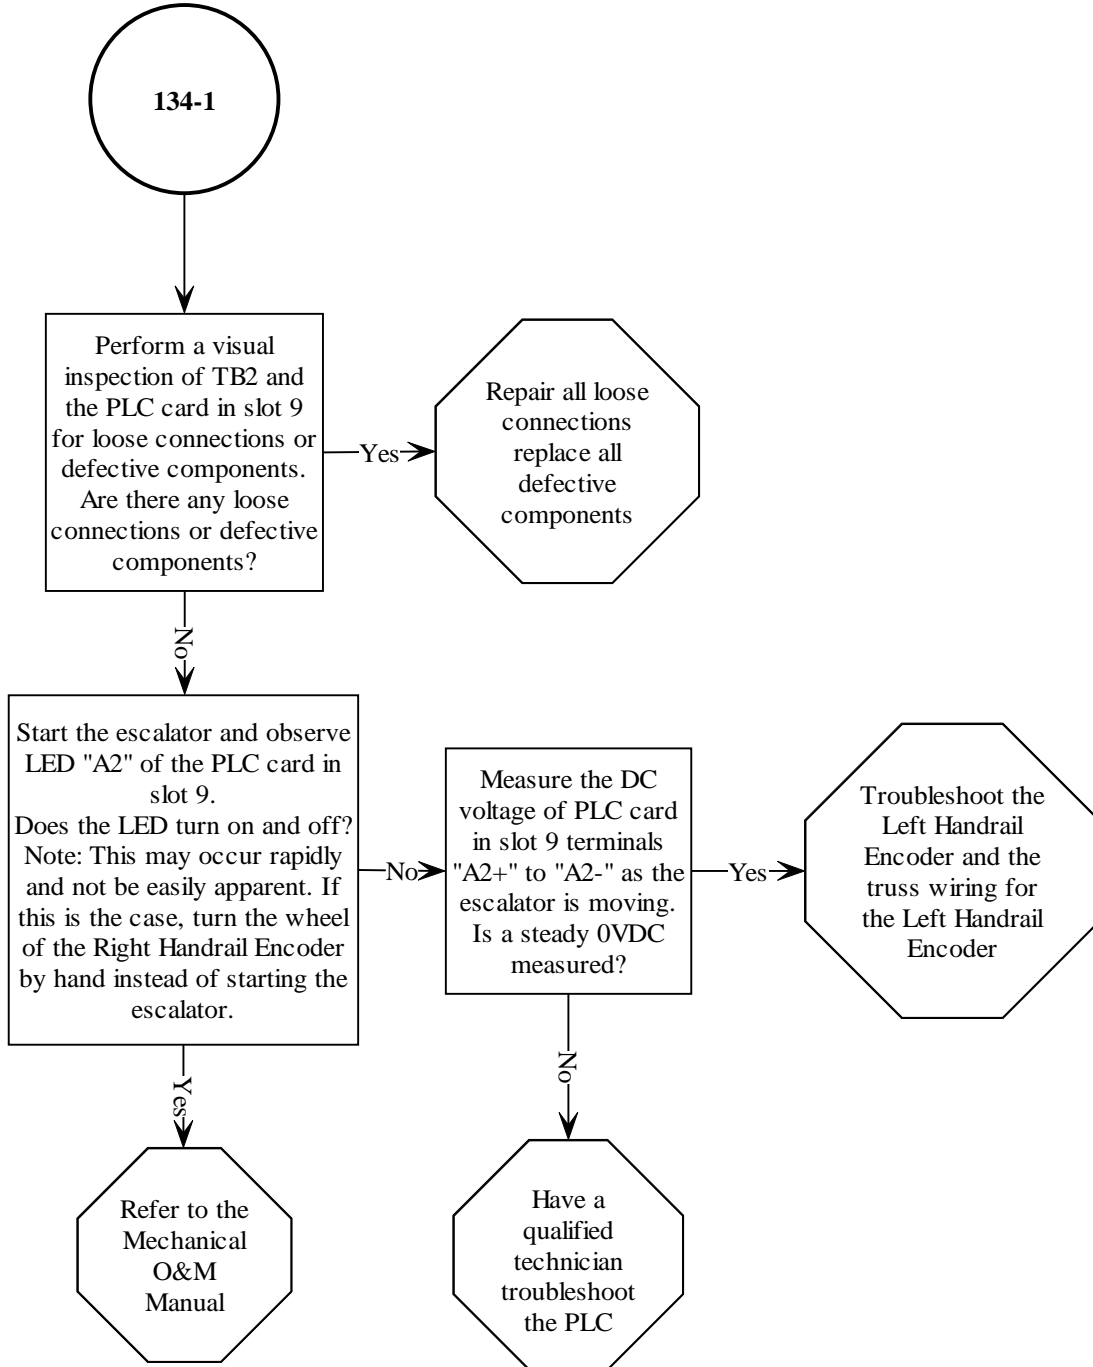 134-1
Perform a visual
inspection of TB2 and
the PLC card in slot 9
for loose connections or
defective components.
Are there any loose
connections or defective
components?
Yes
Repair all loose
connections
replace all
defective
components
No
Start the escalator and observe
LED "A2" of the PLC card in
slot 9.
Does the LED turn on and off?
Note: This may occur rapidly
and not be easily apparent. If
this is the case, turn the wheel
of the Right Handrail Encoder
by hand instead of starting the
escalator.
No
Measure the DC
voltage of PLC card
in slot 9 terminals
"A2+" to "A2-" as the
escalator is moving.
Is a steady 0VDC
measured?
Yes
Troubleshoot the
Left Handrail
Encoder and the
truss wiring for
the Left Handrail
Encoder
Yes
Refer to the
Mechanical
O&M
Manual
No
Have a
qualified
technician
troubleshoot
the PLC